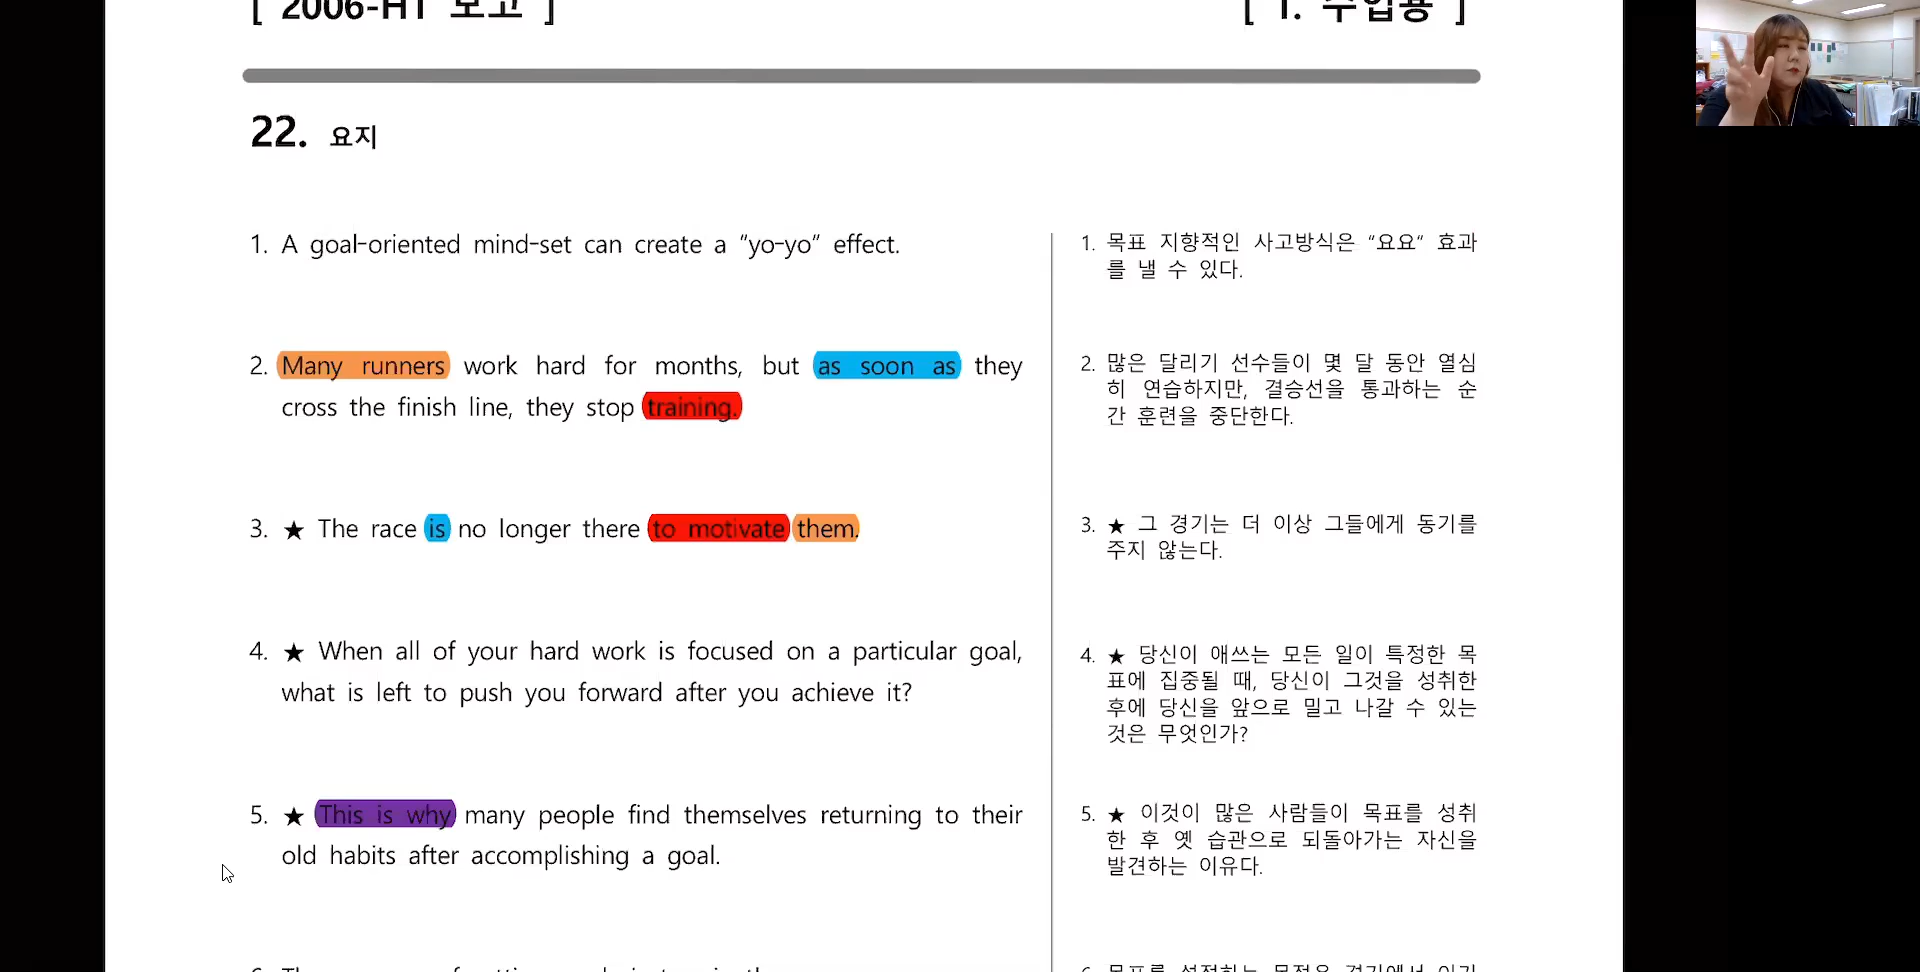 [ 2006-H1 보고 ]
[ 1. 수업용 ]
22. 요지
1. A goal-oriented mind-set can create a "yo-yo" effect.
2. Many runners work hard for months, but as soon as they
cross the finish line, they stop training.
3. ★ The race is no longer there to motivate them.
4. ★ When all of your hard work is focused on a particular goal,
what is left to push you forward after you achieve it?
5. ★ This is why many people find themselves returning to their
old habits after accomplishing a goal.
1. 목표 지향적인 사고방식은 "요요" 효과
를 낼 수 있다.
2. 많은 달리기 선수들이 몇 달 동안 열심
히 연습하지만, 결승선을 통과하는 순
간 훈련을 중단한다.
3. ★ 그 경기는 더 이상 그들에게 동기를
주지 않는다.
4. ★ 당신이 애쓰는 모든 일이 특정한 목
표에 집중될 때, 당신이 그것을 성취한
후에 당신을 앞으로 밀고 나갈 수 있는
것은 무엇인가?
5. ★ 이것이 많은 사람들이 목표를 성취
한 후 옛 습관으로 되돌아가는 자신을
발견하는 이유다.